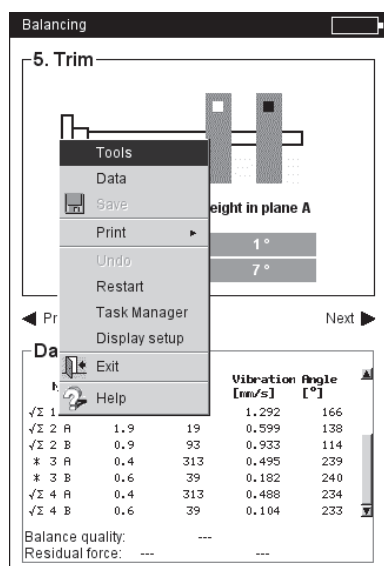 Balancing
5. Trim
Tools
Data
Save
eight in plane A
Print
1°
Undo
7°
Restart
Task Manager
Pr
Next
Display setup
Da
Exit
Vibration Angle
Help
[mm/s] [°]
√Σ 1 1.292 166
√Σ 2 A 1.9 19 0.599 138
√Σ 2 B 0.9 93 0.933 114
* 3 A 0.4 313 0.495 239
* 3 B 0.6 39 0.182 240
√Σ 4 A 0.4 313 0.488 234
√Σ 4 B 0.6 39 0.104 233
Balance quality: ---
Residual force: --- ---